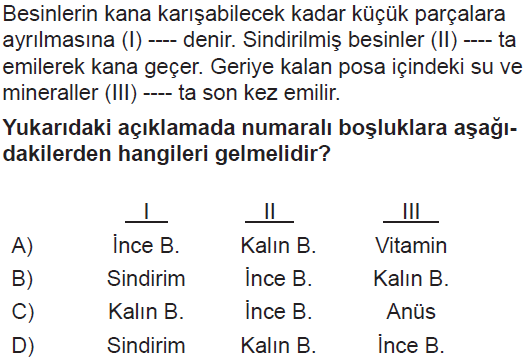 Besinlerin kana karışabilecek kadar küçük parçalara
ayrılmasına (I) ---- denir. Sindirilmiş besinler (II) ---- ta
emilerek kana geçer. Geriye kalan posa içindeki su ve
mineraller (III) ---- ta son kez emilir.
Yukarıdaki açıklamada numaralı boşluklara aşağı-
dakilerden hangileri gelmelidir?
I II III
A) İnce B. Kalın B. Vitamin
B) Sindirim İnce B. Kalın B.
C) Kalın B. İnce B. Anüs
D) Sindirim Kalın B. İnce B.